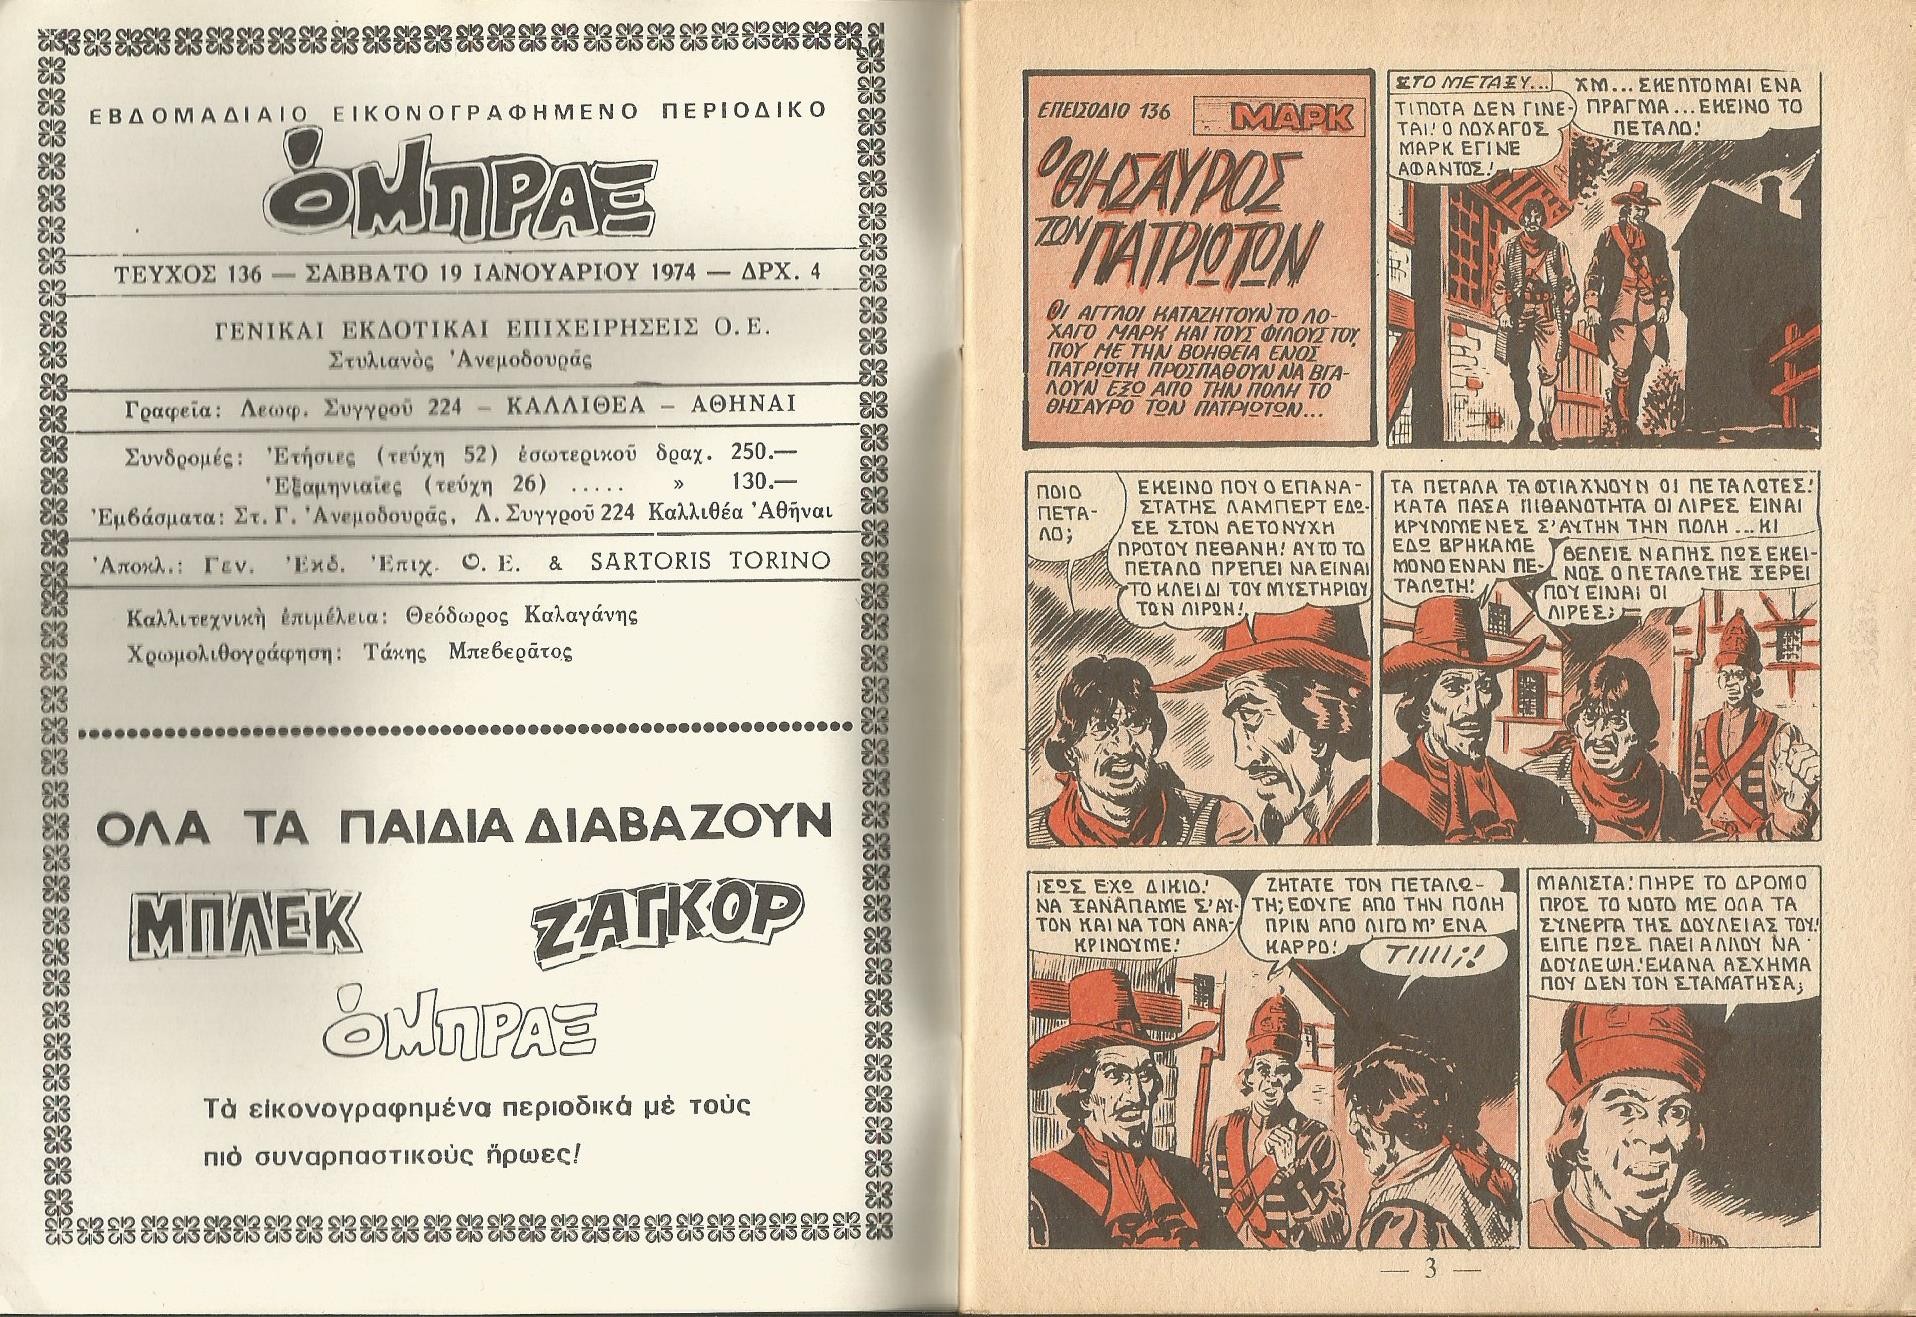 ΕΒΔΟΜΑΔΙΑΙΟ ΕΙΚΟΝΟΓΡΑΦΗΜΕΝΟ ΠΕΡΙΟΔΙΚΟ
ὈΜΠΡΑΞ
ΤΕΥΧΟΣ 136 — ΣΑΒΒΑΤΟ 19 ΙΑΝΟΥΑΡΙΟΥ 1974 — ΔΡΧ. 4
ΓΕΝΙΚΑΙ ΕΚΔΟΤΙΚΑΙ ΕΠΙΧΕΙΡΗΣΕΙΣ Ο. Ε.
Στυλιανὸς Ἀνεμοδουρᾶς
Γραφεῖα: Λεωφ. Συγγροῦ 224 – ΚΑΛΛΙΘΕΑ – ΑΘΗΝΑΙ
Συνδρομές: Ἐτήσιες (τεύχη 52) ἐσωτερικοῦ δραχ. 250.—
Ἑξαμηνιαῖες (τεύχη 26) ..... » 130.—
Ἐμβάσματα: Στ. Γ. Ἀνεμοδουρᾶς, Λ. Συγγροῦ 224 Καλλιθέα Ἀθῆναι
Ἀποκλ.: Γεν. Ἐκδ. Ἐπιχ. Ο. Ε. & SARTORIS TORINO
Καλλιτεχνικὴ ἐπιμέλεια: Θεόδωρος Καλαγάνης
Χρωμολιθογράφηση: Τάκης Μπεβερᾶτος
ΟΛΑ ΤΑ ΠΑΙΔΙΑ ΔΙΑΒΑΖΟΥΝ
ΜΠΛΕΚ ΖΑΓΚΟΡ
ὈΜΠΡΑΞ
Τὰ εἰκονογραφημένα περιοδικά μὲ τοὺς
πιὸ συναρπαστικοὺς ἥρωες!
ΕΠΕΙΣΟΔΙΟ 136 ΜΑΡΚ
Ο ΘΗΣΑΥΡΟΣ
ΤΩΝ ΠΑΤΡΙΩΤΩΝ
ΟΙ ΑΓΓΛΟΙ ΚΑΤΑΖΗΤΟΥΝ ΤΟ ΛΟ-
ΧΑΓΟ ΜΑΡΚ ΚΑΙ ΤΟΥΣ ΦΙΛΟΥΣ ΤΟΥ,
ΠΟΥ ΜΕ ΤΗΝ ΒΟΗΘΕΙΑ ΕΝΟΣ
ΠΑΤΡΙΩΤΗ ΠΡΟΣΠΑΘΟΥΝ ΝΑ ΒΓΑ-
ΛΟΥΝ ΕΞΩ ΑΠΟ ΤΗΝ ΠΟΛΗ ΤΟ
ΘΗΣΑΥΡΟ ΤΩΝ ΠΑΤΡΙΩΤΩΝ...
ΣΤΟ ΜΕΤΑΞΥ...
ΤΙΠΟΤΑ ΔΕΝ ΓΙΝΕ-
ΤΑΙ! Ο ΛΟΧΑΓΟΣ
ΜΑΡΚ ΕΓΙΝΕ
ΑΦΑΝΤΟΣ!
ΧΜ... ΣΚΕΠΤΟΜΑΙ ΕΝΑ
ΠΡΑΓΜΑ... ΕΚΕΙΝΟ ΤΟ
ΠΕΤΑΛΟ!
ΠΟΙΟ
ΠΕΤΑ-
ΛΟ;
ΕΚΕΙΝΟ ΠΟΥ Ο ΕΠΑΝΑ-
ΣΤΑΤΗΣ ΛΑΜΠΕΡΤ ΕΔΩ-
ΣΕ ΣΤΟΝ ΑΕΤΟΝΥΧΗ
ΠΡΟΤΟΥ ΠΕΘΑΝΗ! ΑΥΤΟ ΤΟ
ΠΕΤΑΛΟ ΠΡΕΠΕΙ ΝΑ ΕΙΝΑΙ
ΤΟ ΚΛΕΙΔΙ ΤΟΥ ΜΥΣΤΗΡΙΟΥ
ΤΩΝ ΛΙΡΩΝ!
ΤΑ ΠΕΤΑΛΑ ΤΑ ΦΤΙΑΧΝΟΥΝ ΟΙ ΠΕΤΑΛΩΤΕΣ!
ΚΑΤΑ ΠΑΣΑ ΠΙΘΑΝΟΤΗΤΑ ΟΙ ΛΙΡΕΣ ΕΙΝΑΙ
ΚΡΥΜΜΕΝΕΣ Σ'ΑΥΤΗΝ ΤΗΝ ΠΟΛΗ... ΚΙ
ΕΔΩ ΒΡΗΚΑΜΕ
ΜΟΝΟ ΕΝΑΝ ΠΕ-
ΤΑΛΩΤΗ!
ΘΕΛΕΙΣ ΝΑ ΠΗΣ ΠΩΣ ΕΚΕΙ-
ΝΟΣ Ο ΠΕΤΑΛΩΤΗΣ ΞΕΡΕΙ
ΠΟΥ ΕΙΝΑΙ ΟΙ
ΛΙΡΕΣ;
ΙΣΩΣ ΕΧΩ ΔΙΚΙΟ!
ΝΑ ΞΑΝΑΠΑΜΕ Σ'ΑΥ-
ΤΟΝ ΚΑΙ ΝΑ ΤΟΝ ΑΝΑ-
ΚΡΙΝΟΥΜΕ!
ΖΗΤΑΤΕ ΤΟΝ ΠΕΤΑΛΩ-
ΤΗ; ΕΦΥΓΕ ΑΠΟ ΤΗΝ ΠΟΛΗ
ΠΡΙΝ ΑΠΟ ΛΙΓΟ Μ' ΕΝΑ
ΚΑΡΡΟ!
ΤΙΙΙΙ;!
ΜΑΛΙΣΤΑ! ΠΗΡΕ ΤΟ ΔΡΟΜΟ
ΠΡΟΣ ΤΟ ΝΟΤΟ ΜΕ ΟΛΑ ΤΑ
ΣΥΝΕΡΓΑ ΤΗΣ ΔΟΥΛΕΙΑΣ ΤΟΥ!
ΕΙΠΕ ΠΩΣ ΠΑΕΙ ΑΛΛΟΥ ΝΑ
ΔΟΥΛΕΨΗ! ΕΚΑΝΑ ΑΣΧΗΜΑ
ΠΟΥ ΔΕΝ ΤΟΝ ΣΤΑΜΑΤΗΣΑ;
— 3 —